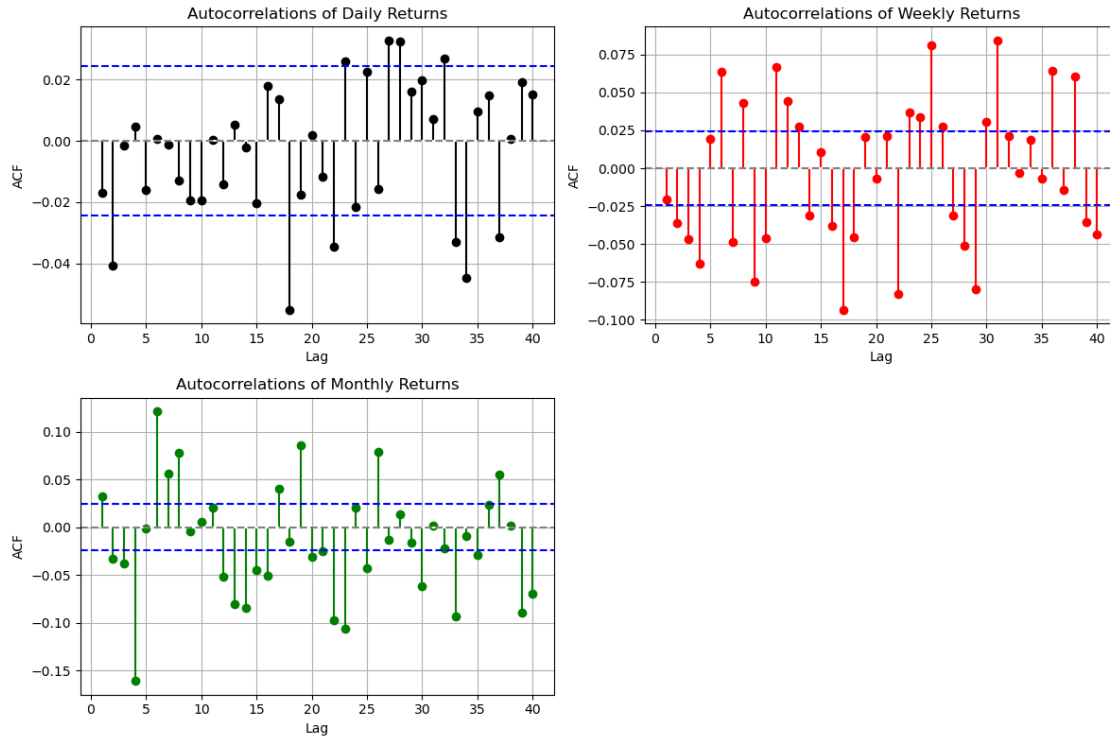 Autocorrelations of Daily Returns
ACF
0.02
0.00
−0.02
−0.04
0 5 10 15 20 25 30 35 40
Lag
Autocorrelations of Weekly Returns
ACF
0.075
0.050
0.025
0.000
−0.025
−0.050
−0.075
−0.100
0 5 10 15 20 25 30 35 40
Lag
Autocorrelations of Monthly Returns
ACF
0.10
0.05
0.00
−0.05
−0.10
−0.15
0 5 10 15 20 25 30 35 40
Lag